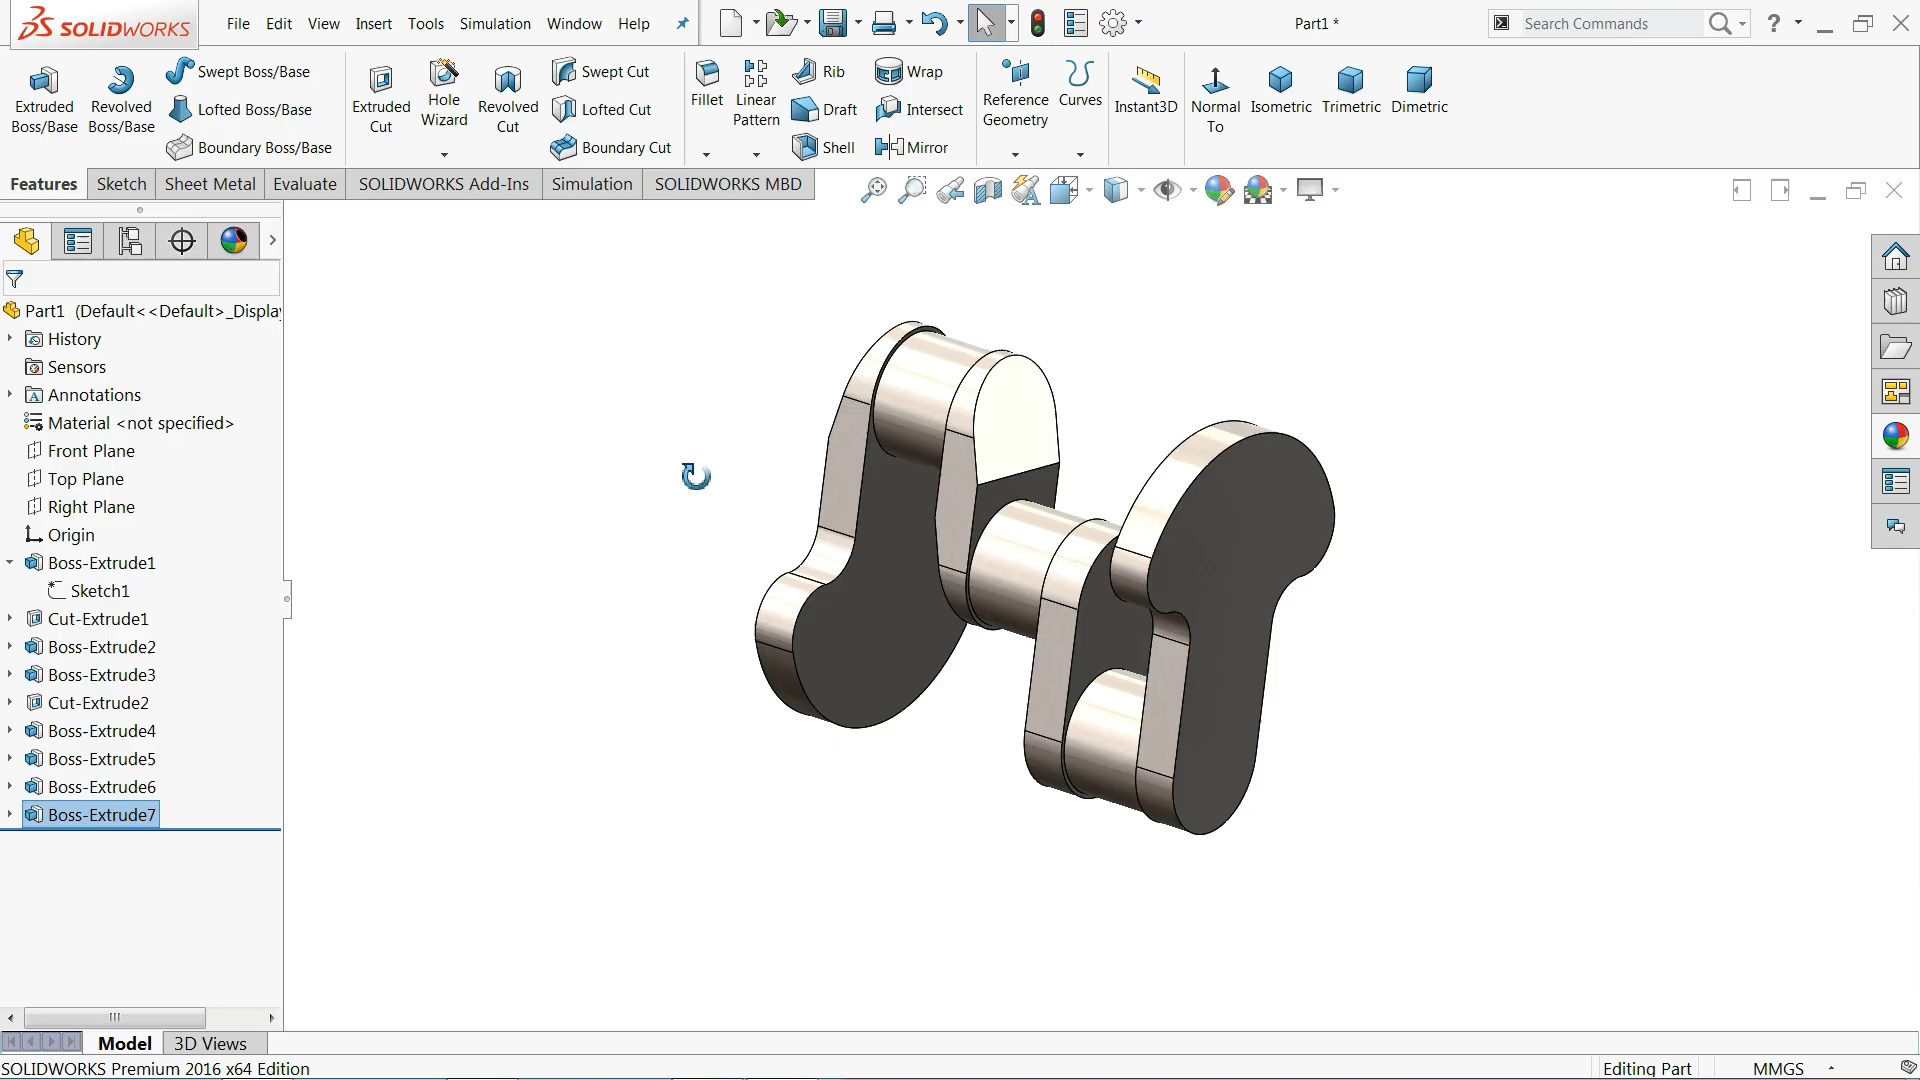 SOLIDWORKS File Edit View Insert Tools Simulation Window Help Part1 * Search Commands ?
Extruded Boss/Base
Revolved Boss/Base
Swept Boss/Base
Lofted Boss/Base
Boundary Boss/Base
Extruded Cut
Hole Wizard
Revolved Cut
Swept Cut
Lofted Cut
Boundary Cut
Fillet
Linear Pattern
Rib
Draft
Shell
Wrap
Intersect
Mirror
Reference Geometry
Curves
Instant3D
Normal To
Isometric
Trimetric
Dimetric
Features Sketch Sheet Metal Evaluate SOLIDWORKS Add-Ins Simulation SOLIDWORKS MBD
Part1 (Default<<Default>_Displa
History
Sensors
Annotations
Material <not specified>
Front Plane
Top Plane
Right Plane
Origin
Boss-Extrude1
Sketch1
Cut-Extrude1
Boss-Extrude2
Boss-Extrude3
Cut-Extrude2
Boss-Extrude4
Boss-Extrude5
Boss-Extrude6
Boss-Extrude7
Model 3D Views
SOLIDWORKS Premium 2016 x64 Edition Editing Part MMGS